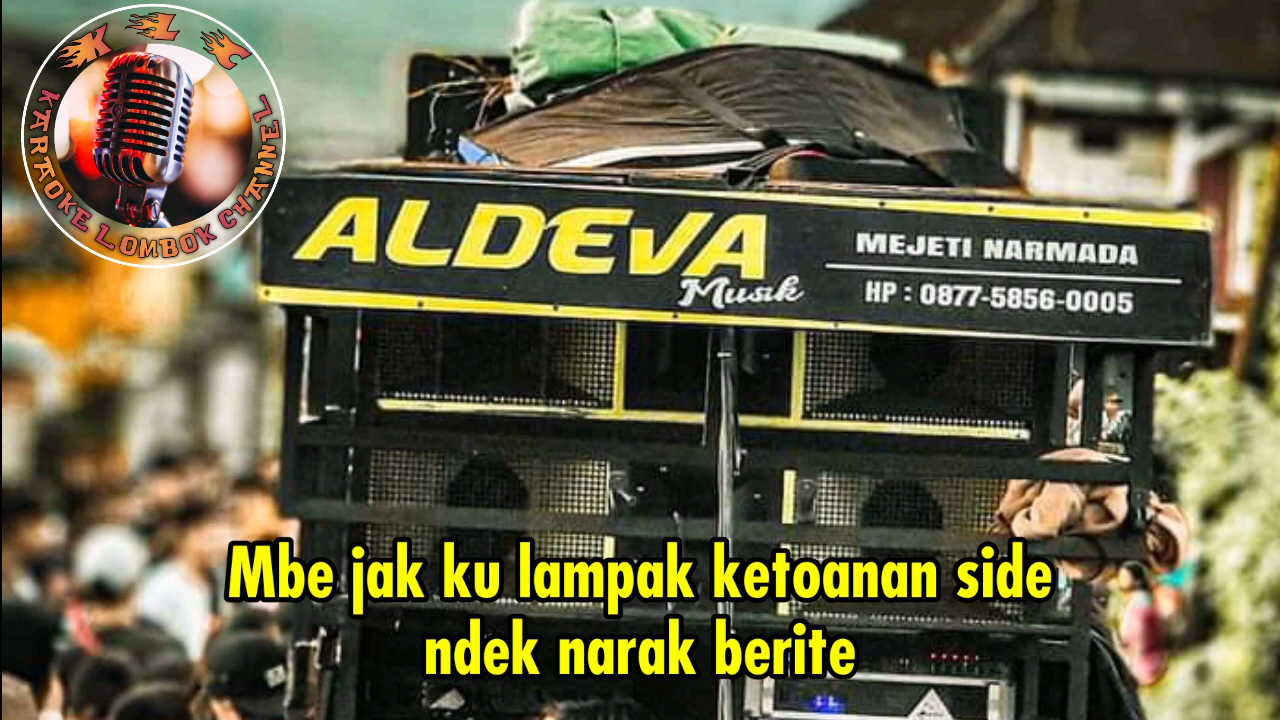 KLC
KARAOKE LOMBOK CHANNEL
ALDEVA
Musik
MEJETI NARMADA
HP : 0877-5856-0005
Mbe jak ku lampak ketoanan side
ndek narak berite